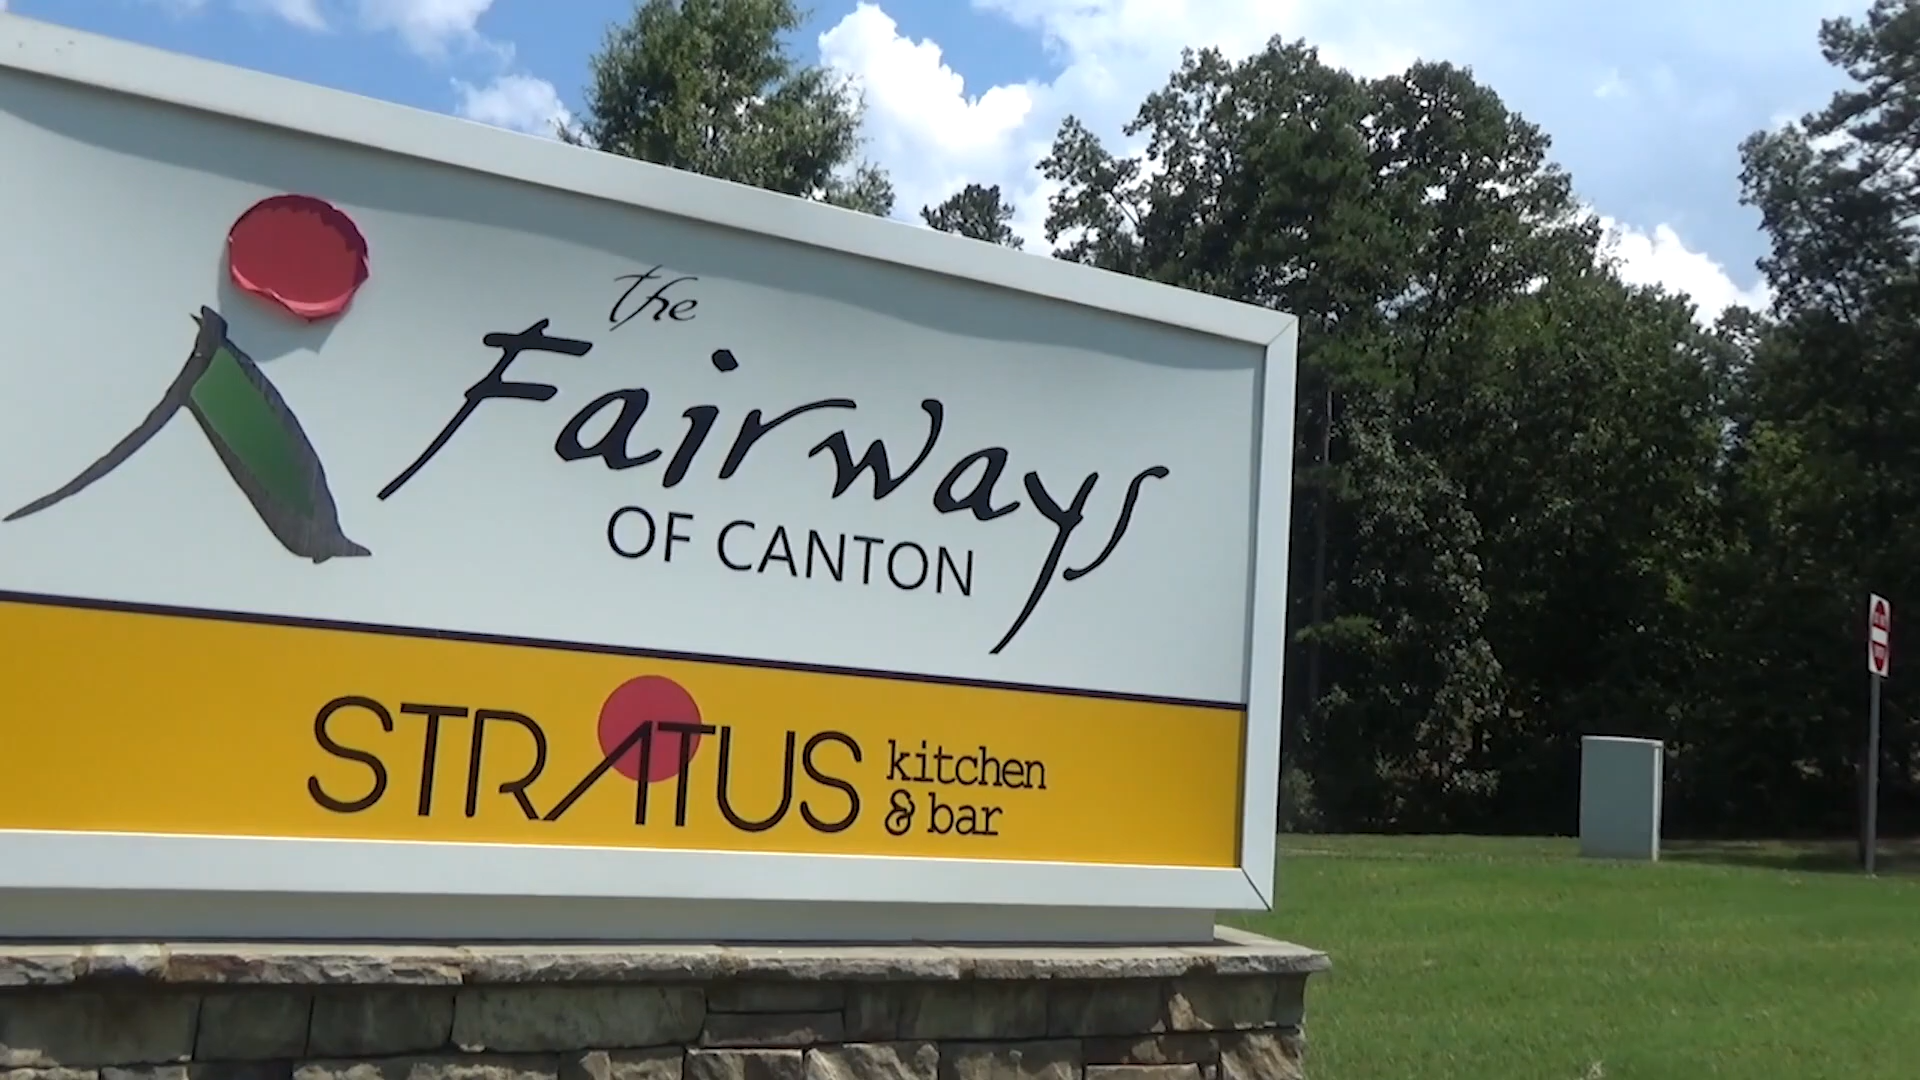 the
Fairways
OF CANTON
STRATUS
kitchen
& bar